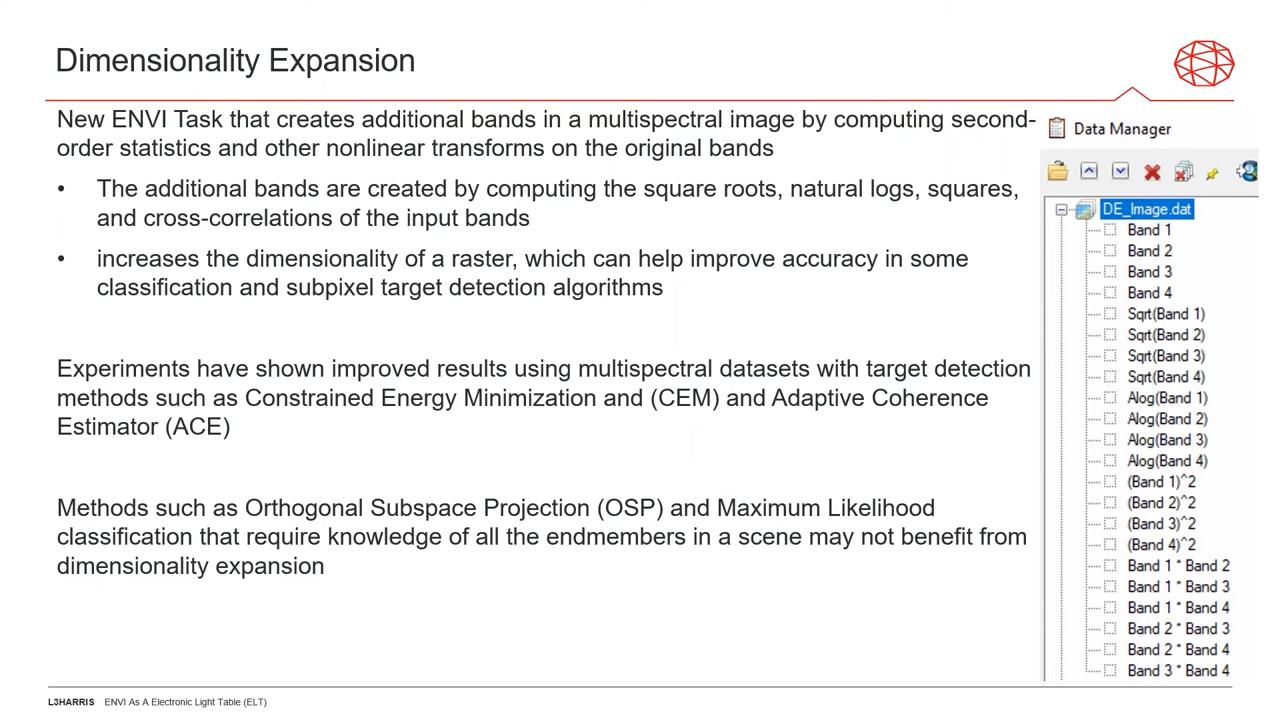 Dimensionality Expansion
New ENVI Task that creates additional bands in a multispectral image by computing second-
order statistics and other nonlinear transforms on the original bands
• The additional bands are created by computing the square roots, natural logs, squares,
and cross-correlations of the input bands
• increases the dimensionality of a raster, which can help improve accuracy in some
classification and subpixel target detection algorithms
Experiments have shown improved results using multispectral datasets with target detection
methods such as Constrained Energy Minimization and (CEM) and Adaptive Coherence
Estimator (ACE)
Methods such as Orthogonal Subspace Projection (OSP) and Maximum Likelihood
classification that require knowledge of all the endmembers in a scene may not benefit from
dimensionality expansion
Data Manager
DE_Image.dat
Band 1
Band 2
Band 3
Band 4
Sqrt(Band 1)
Sqrt(Band 2)
Sqrt(Band 3)
Sqrt(Band 4)
Alog(Band 1)
Alog(Band 2)
Alog(Band 3)
Alog(Band 4)
(Band 1)^2
(Band 2)^2
(Band 3)^2
(Band 4)^2
Band 1 * Band 2
Band 1 * Band 3
Band 1 * Band 4
Band 2 * Band 3
Band 2 * Band 4
Band 3 * Band 4
L3HARRIS ENVI As A Electronic Light Table (ELT)